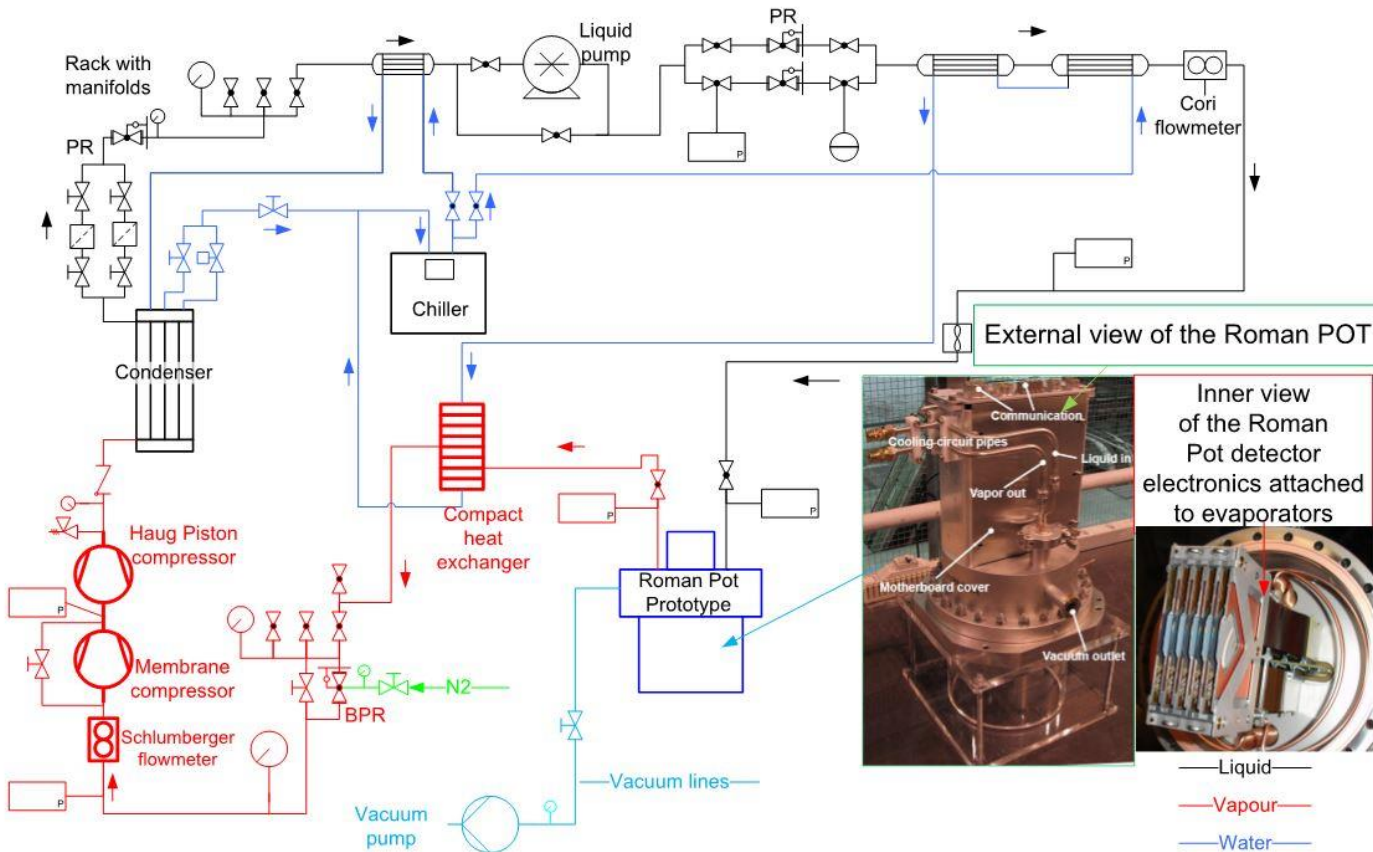 PR
Liquid
pump
Rack with
manifolds
PR
P
Cori
flowmeter
P
Chiller
Condenser
External view of the Roman POT
Communication
Cooling circuit pipes
Liquid in
Vapor out
Motherboard cover
Vacuum outlet
Inner view
of the Roman
Pot detector
electronics attached
to evaporators
Compact
heat
exchanger
P
P
Haug Piston
compressor
P
Membrane
compressor
Roman Pot
Prototype
N2
BPR
Schlumberger
flowmeter
P
Vacuum lines
Vacuum
pump
Liquid
Vapour
Water